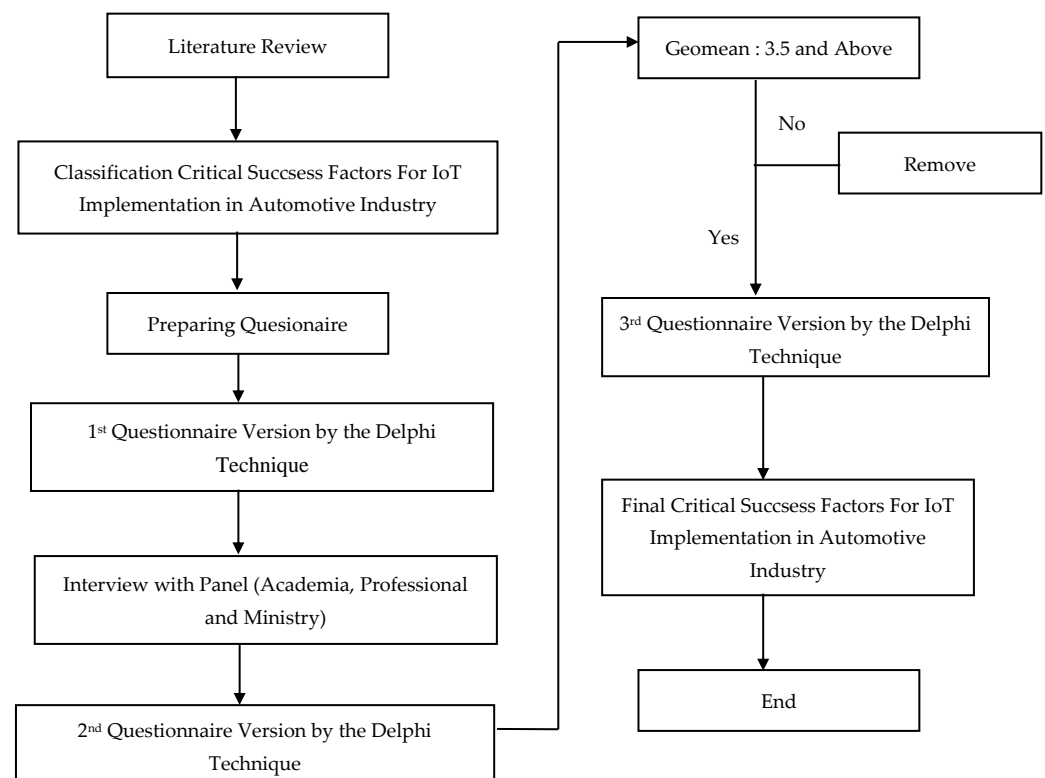 Literature Review
Classification Critical Succsess Factors For IoT
Implementation in Automotive Industry
Preparing Quesionaire
1st Questionnaire Version by the Delphi
Technique
Interview with Panel (Academia, Professional
and Ministry)
2nd Questionnaire Version by the Delphi
Technique
Geomean : 3.5 and Above
No
Remove
Yes
3rd Questionnaire Version by the Delphi
Technique
Final Critical Succsess Factors For IoT
Implementation in Automotive
Industry
End